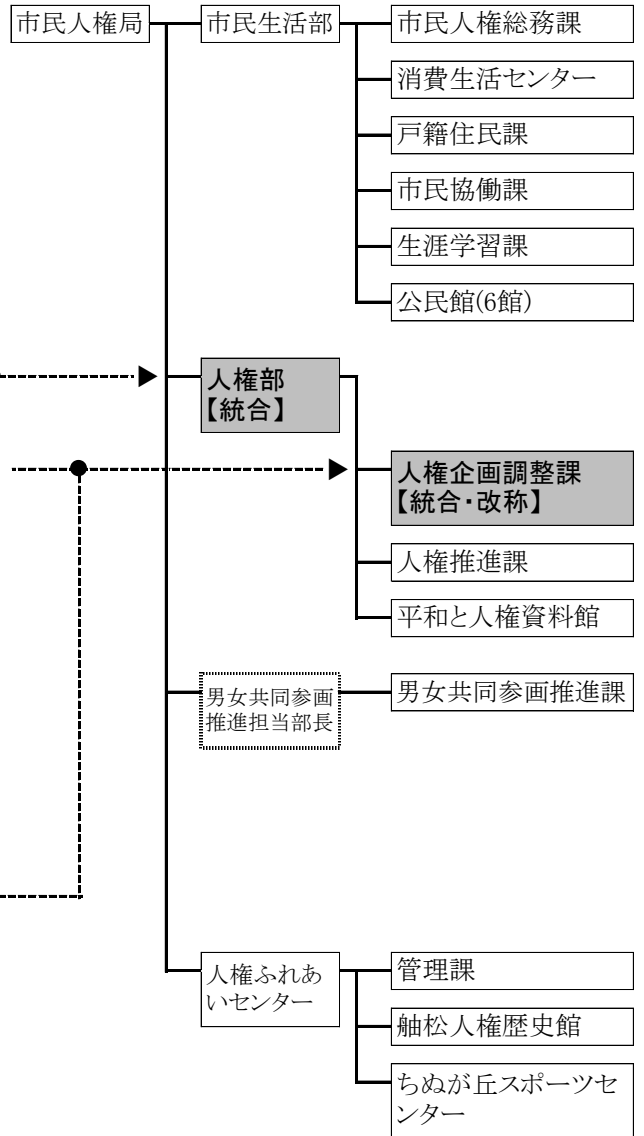 市民人権局
市民生活部
市民人権総務課
消費生活センター
戸籍住民課
市民協働課
生涯学習課
公民館(6館)
人権部
【統合】
人権企画調整課
【統合・改称】
人権推進課
平和と人権資料館
男女共同参画
推進担当部長
男女共同参画推進課
人権ふれあ
いセンター
管理課
舳松人権歴史館
ちぬが丘スポーツセ
ンター